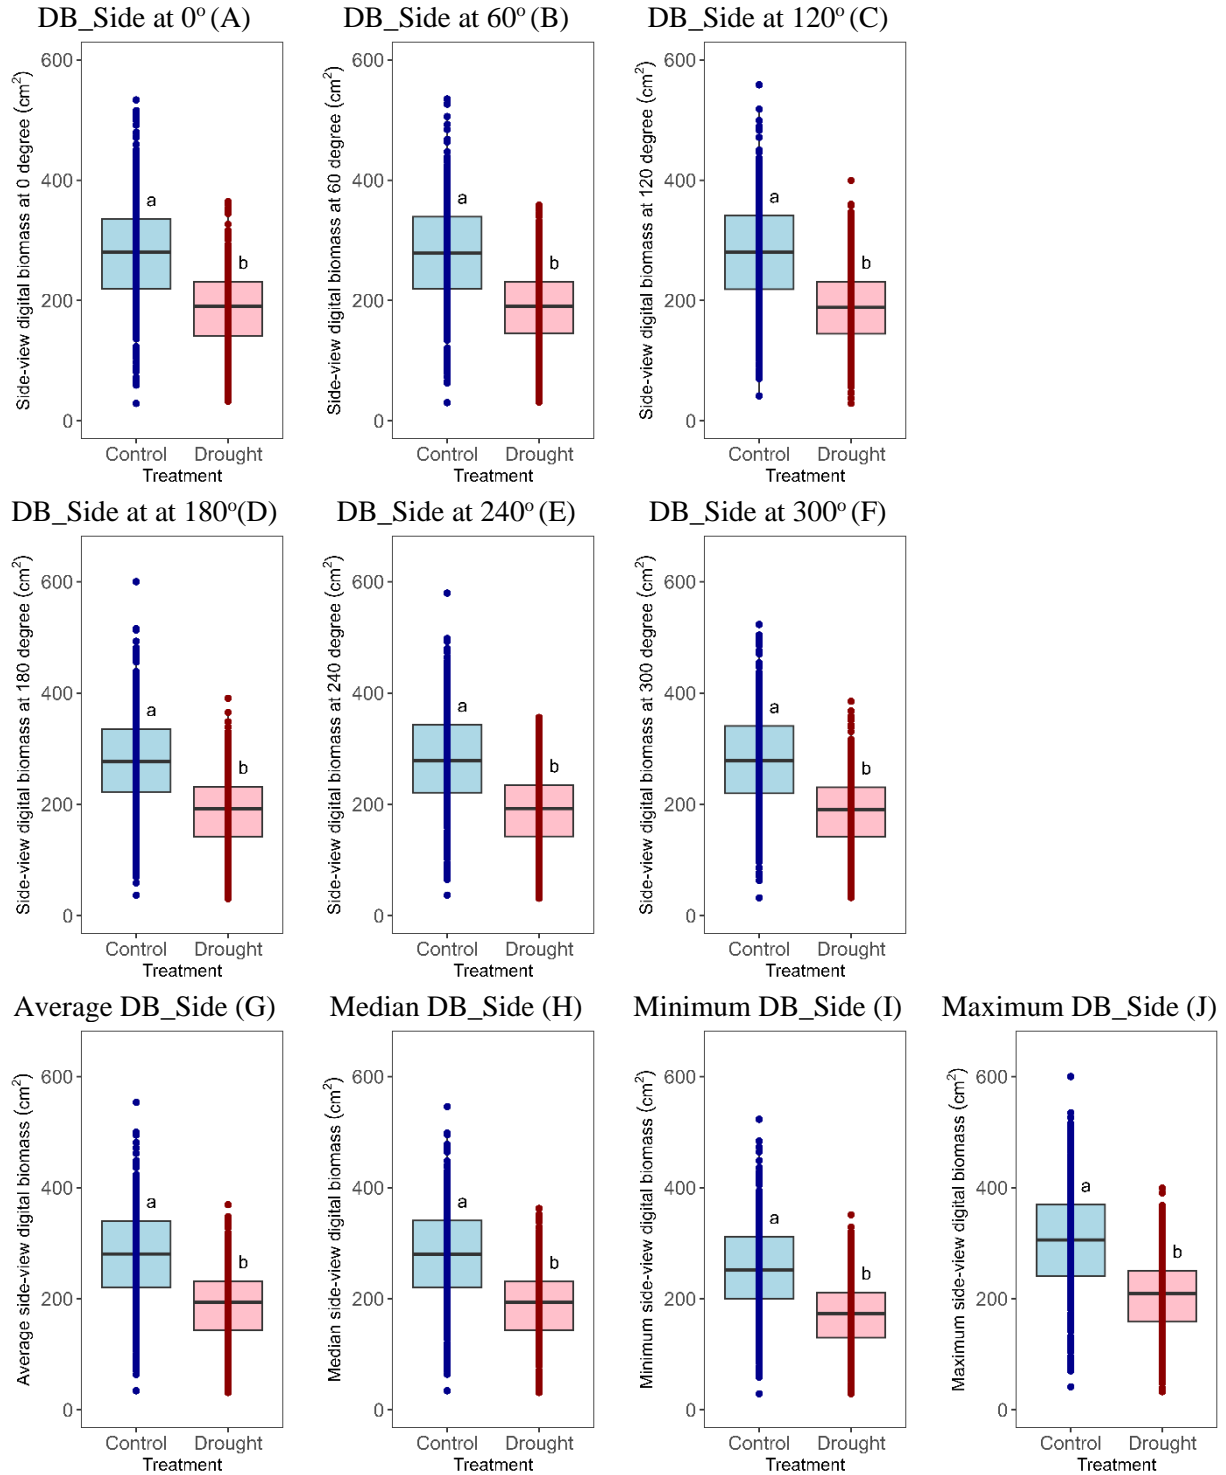 DB_Side at 0° (A)
Side-view digital biomass at 0 degree (cm²)
600
400
200
0
a
b
Control
Drought
Treatment
DB_Side at 60° (B)
Side-view digital biomass at 60 degree (cm²)
600
400
200
0
a
b
Control
Drought
Treatment
DB_Side at 120° (C)
Side-view digital biomass at 120 degree (cm²)
600
400
200
0
a
b
Control
Drought
Treatment
DB_Side at at 180°(D)
Side-view digital biomass at 180 degree (cm²)
600
400
200
0
a
b
Control
Drought
Treatment
DB_Side at 240° (E)
Side-view digital biomass at 240 degree (cm²)
600
400
200
0
a
b
Control
Drought
Treatment
DB_Side at 300° (F)
Side-view digital biomass at 300 degree (cm²)
600
400
200
0
a
b
Control
Drought
Treatment
Average DB_Side (G)
Average side-view digital biomass (cm²)
600
400
200
0
a
b
Control
Drought
Treatment
Median DB_Side (H)
Median side-view digital biomass (cm²)
600
400
200
0
a
b
Control
Drought
Treatment
Minimum DB_Side (I)
Minimum side-view digital biomass (cm²)
600
400
200
0
a
b
Control
Drought
Treatment
Maximum DB_Side (J)
Maximum side-view digital biomass (cm²)
600
400
200
0
a
b
Control
Drought
Treatment